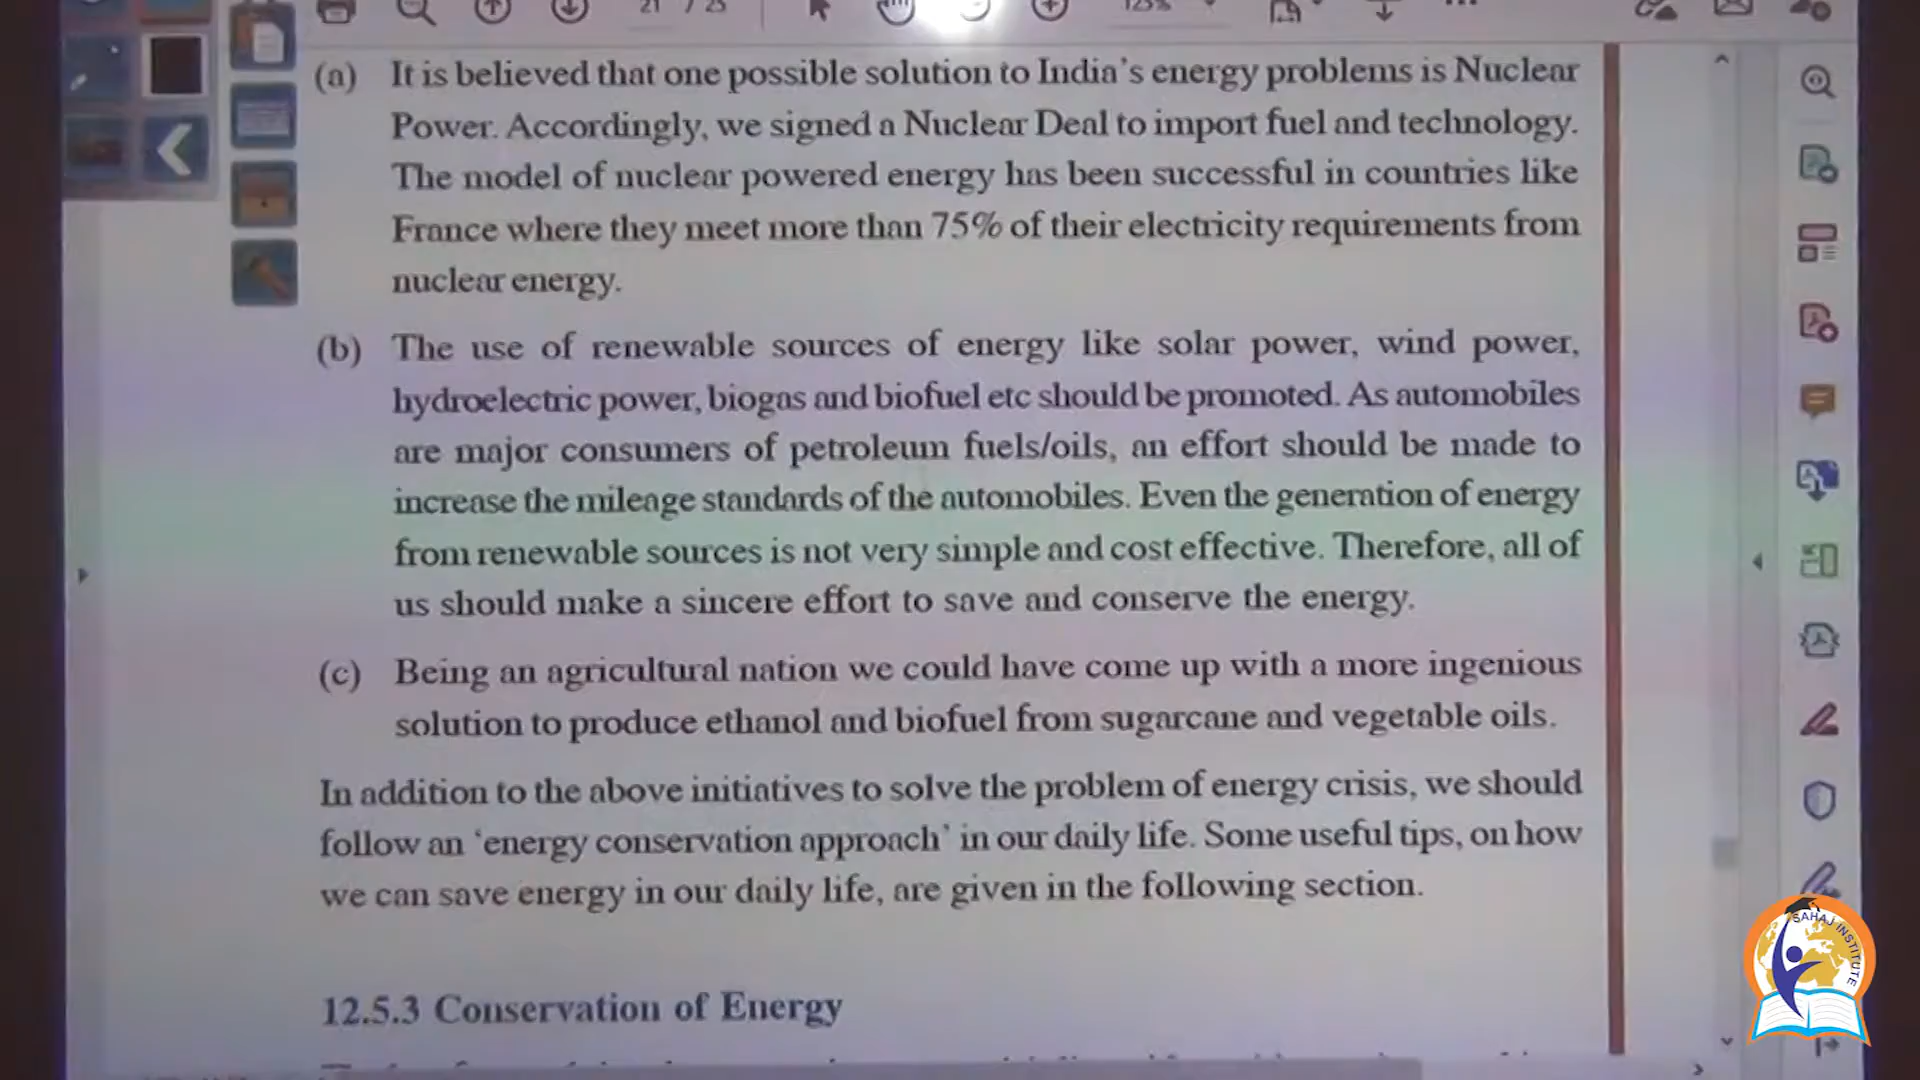 21 / 25
125%
(a) It is believed that one possible solution to India's energy problems is Nuclear
Power. Accordingly, we signed a Nuclear Deal to import fuel and technology.
The model of nuclear powered energy has been successful in countries like
France where they meet more than 75% of their electricity requirements from
nuclear energy.
(b) The use of renewable sources of energy like solar power, wind power,
hydroelectric power, biogas and biofuel etc should be promoted. As automobiles
are major consumers of petroleum fuels/oils, an effort should be made to
increase the mileage standards of the automobiles. Even the generation of energy
from renewable sources is not very simple and cost effective. Therefore, all of
us should make a sincere effort to save and conserve the energy.
(c) Being an agricultural nation we could have come up with a more ingenious
solution to produce ethanol and biofuel from sugarcane and vegetable oils.
In addition to the above initiatives to solve the problem of energy crisis, we should
follow an 'energy conservation approach' in our daily life. Some useful tips, on how
we can save energy in our daily life, are given in the following section.
12.5.3 Conservation of Energy
SAHAJ INSTITUTE